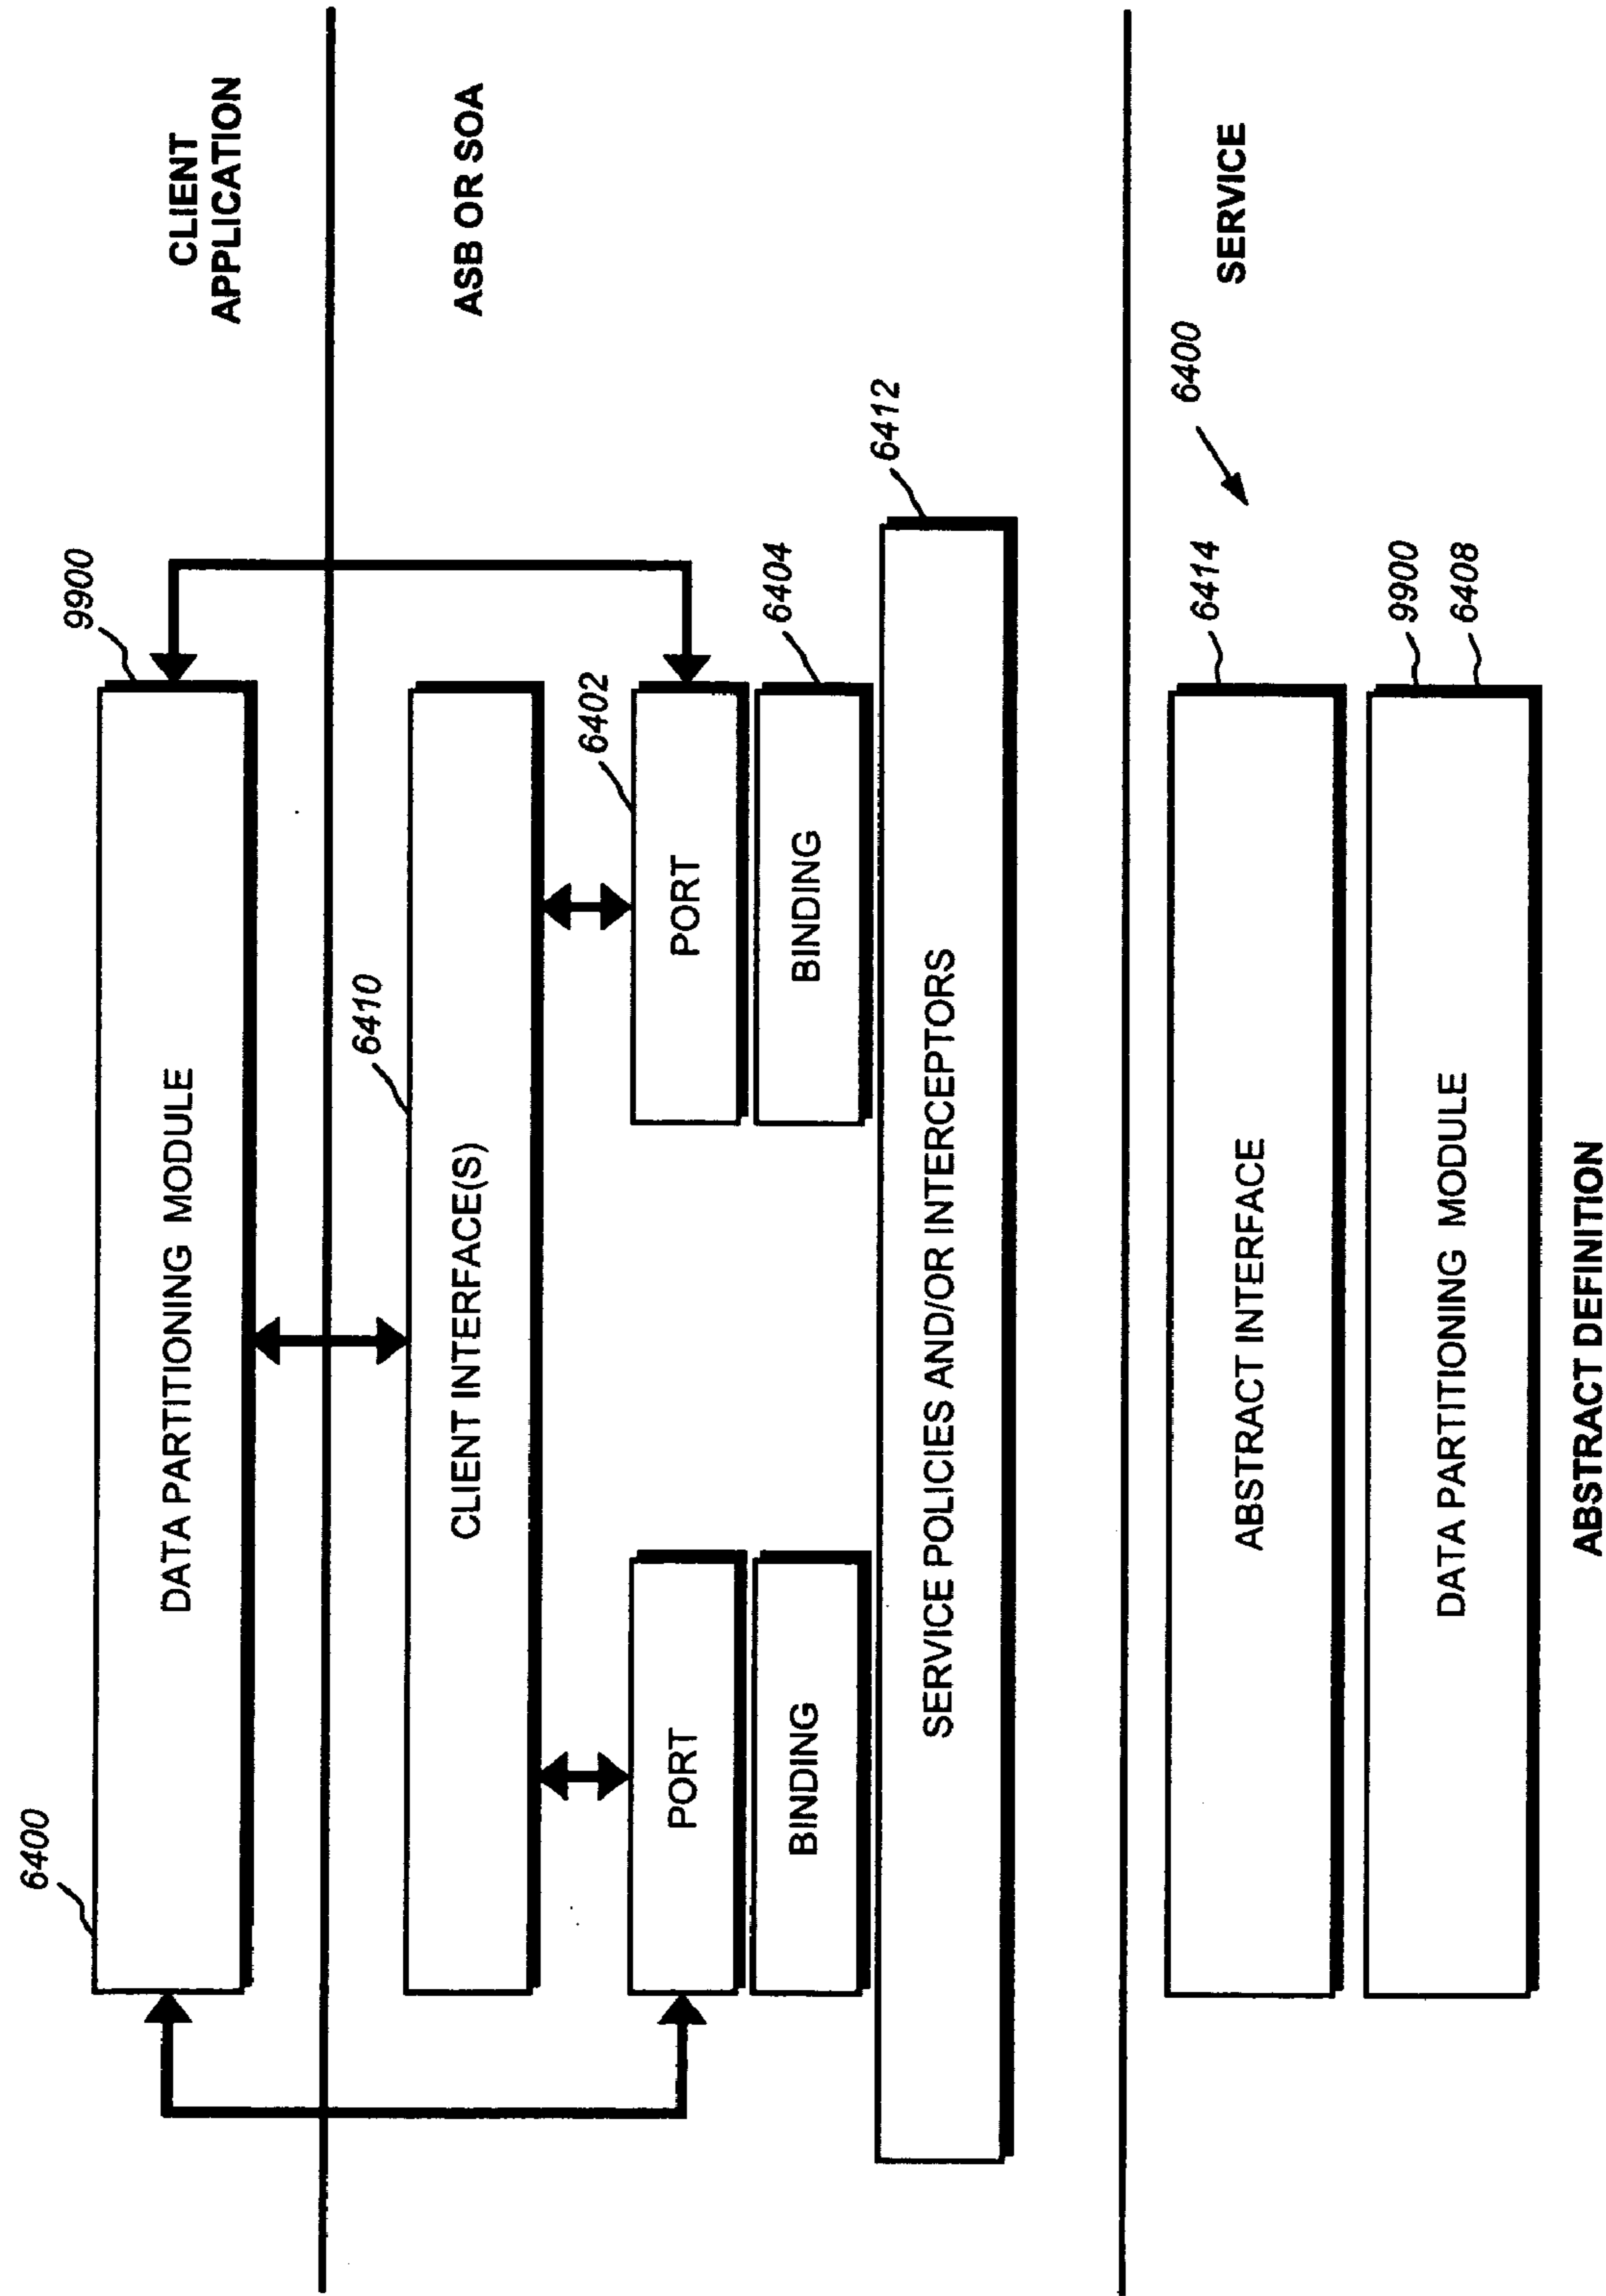 6400
9900
DATA PARTITIONING MODULE
CLIENT
APPLICATION
6410
CLIENT INTERFACE(S)
ASB OR SOA
6402
PORT
PORT
6404
BINDING
BINDING
6412
SERVICE POLICIES AND/OR INTERCEPTORS
SERVICE
6400
6414
ABSTRACT INTERFACE
9900
6408
DATA PARTITIONING MODULE
ABSTRACT DEFINITION